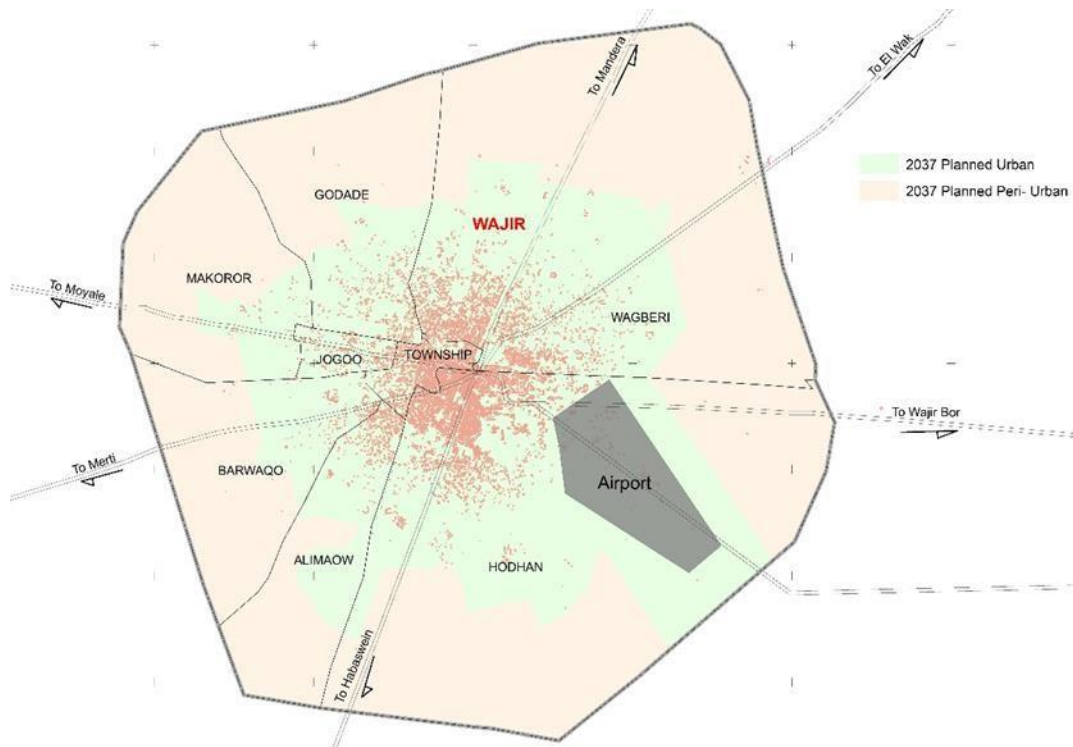 To Mandera
To El Wak
2037 Planned Urban
2037 Planned Peri- Urban
GODADE
WAJIR
MAKOROR
To Moyale
WAGBERI
JOGOO
TOWNSHIP
To Wajir Bor
To Merti
BARWAQO
Airport
ALIMAOW
HODHAN
To Habaswein